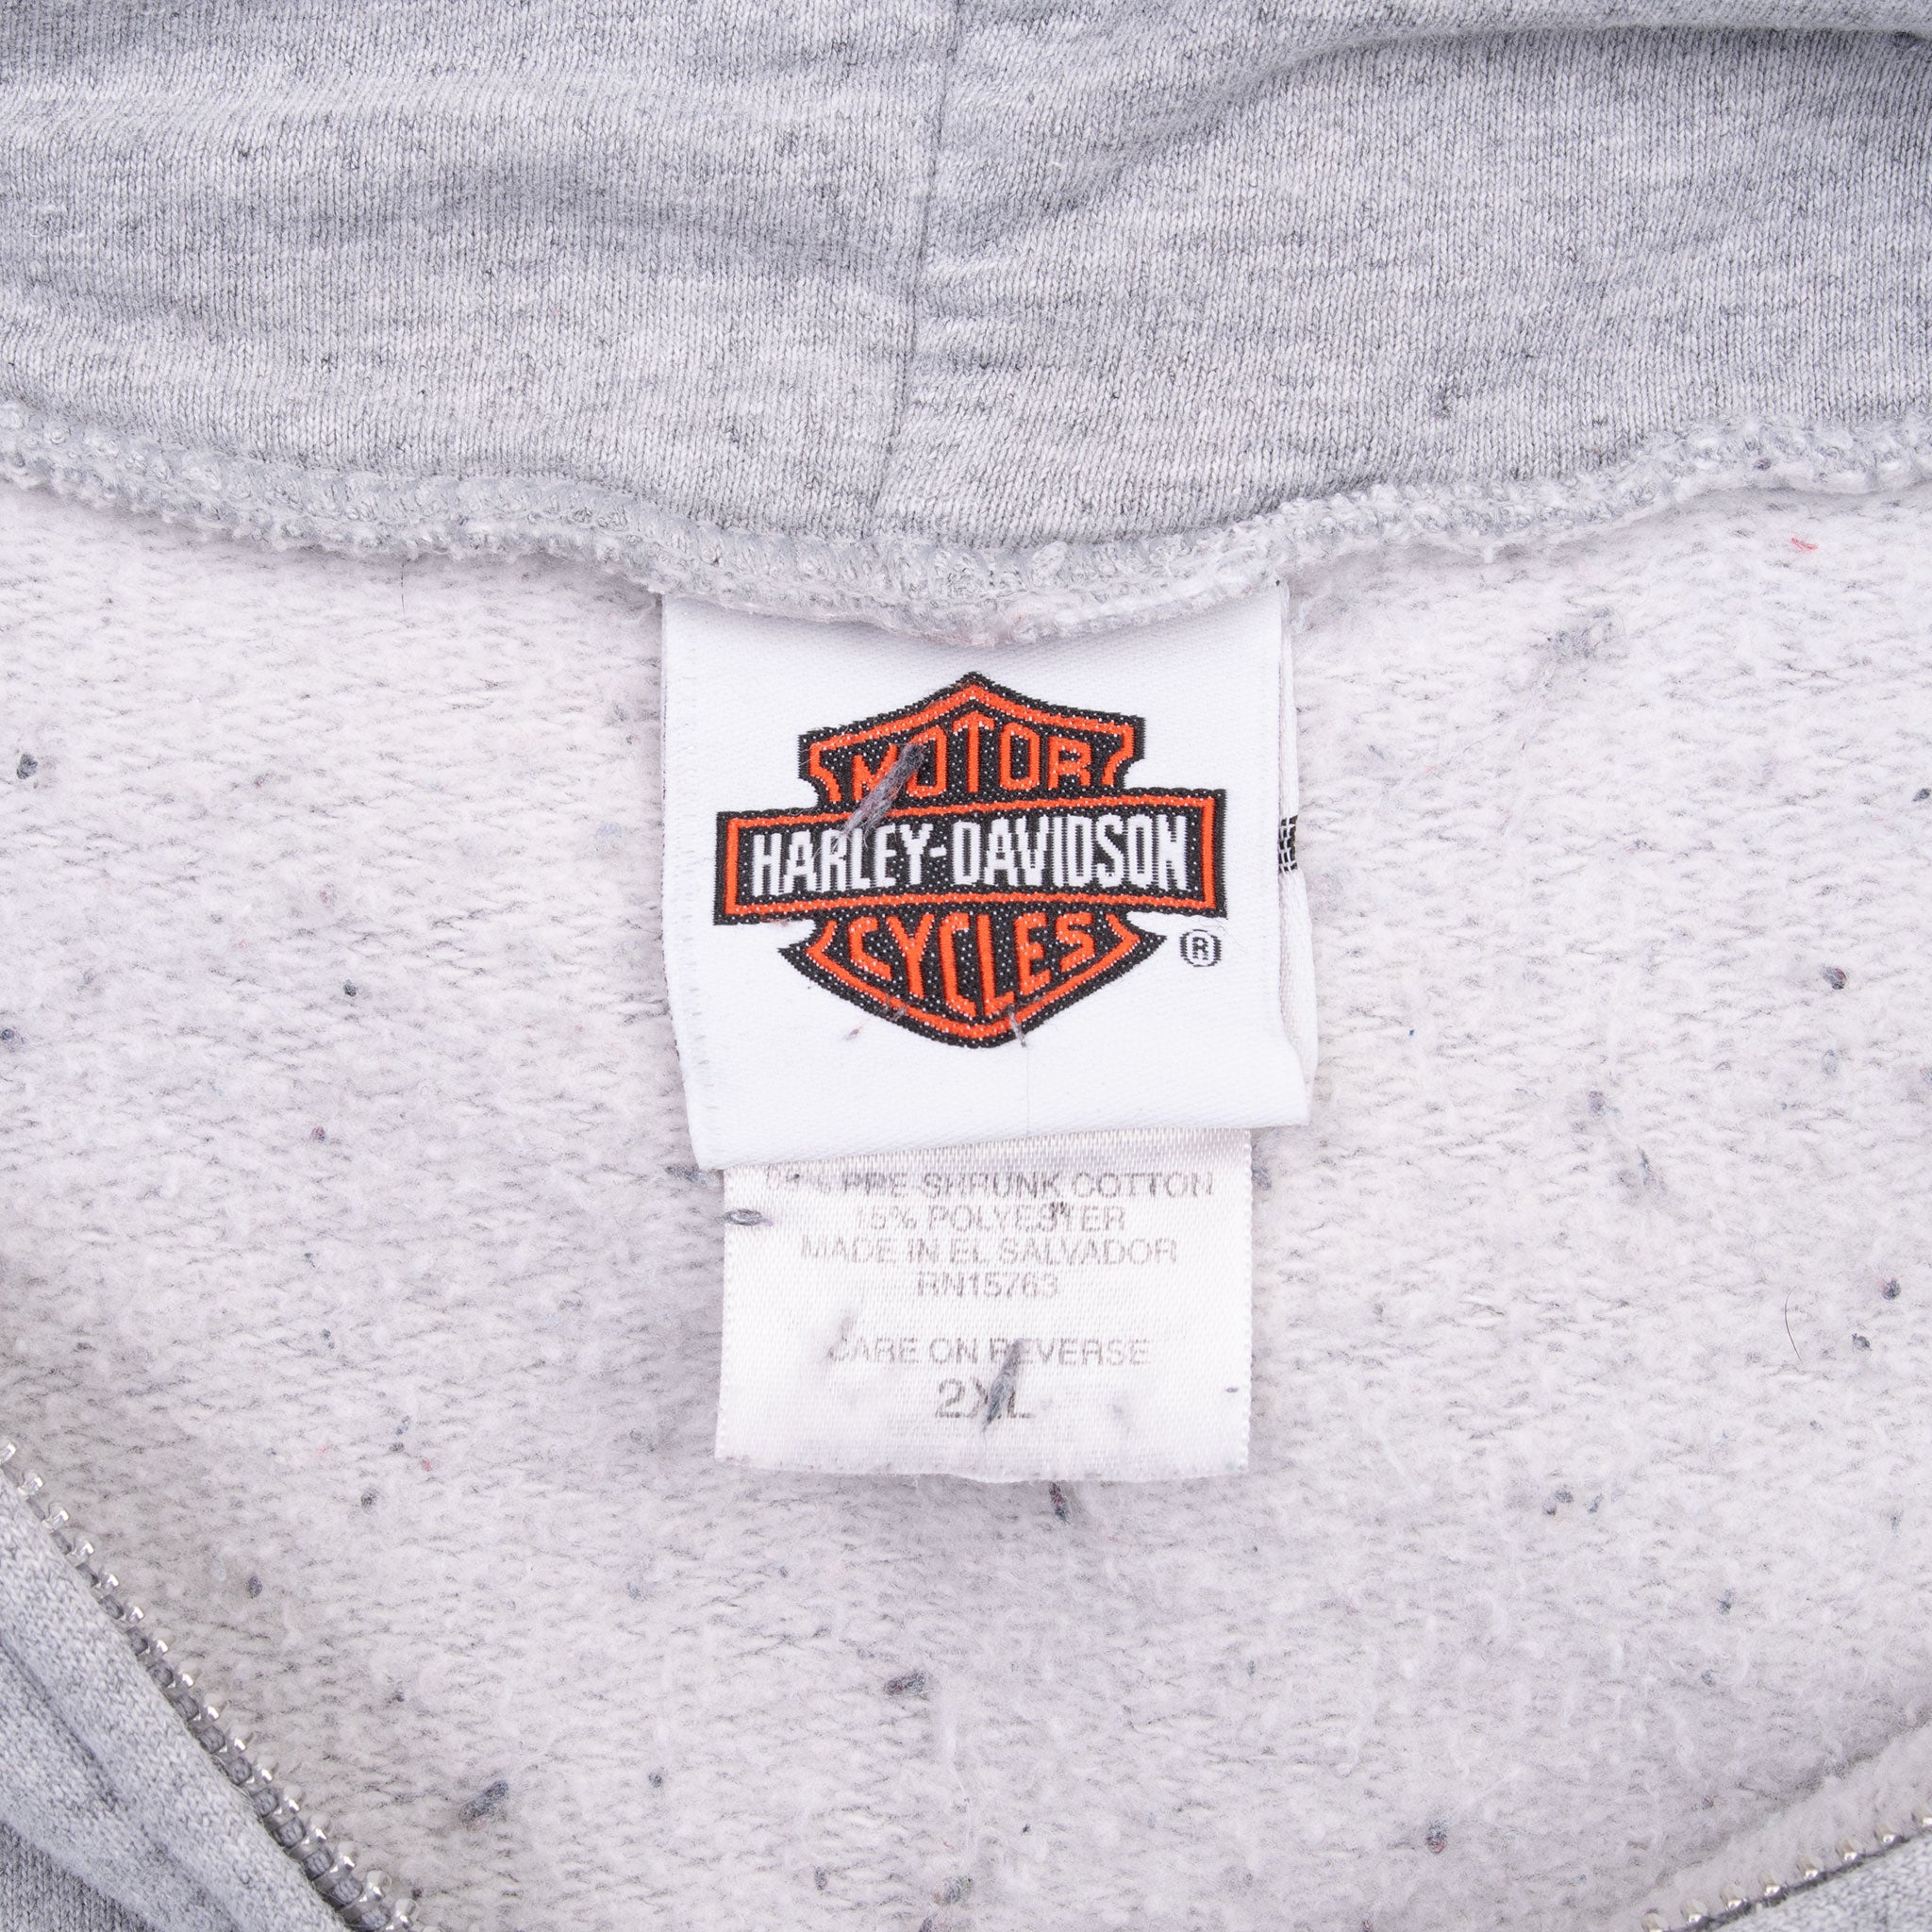 MOTOR
HARLEY-DAVIDSON
CYCLES
®
PRE-SHRUNK COTTON
15% POLYESTER
MADE IN EL SALVADOR
RN15763
CARE ON REVERSE
2XL